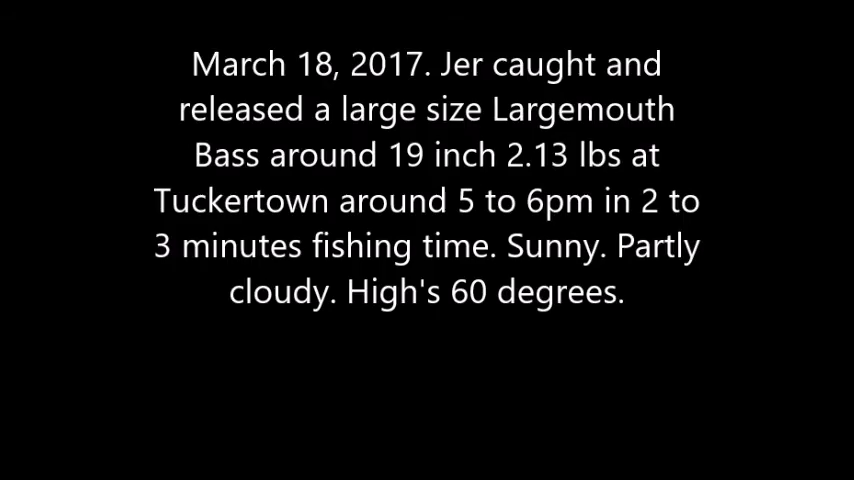 March 18, 2017. Jer caught and
released a large size Largemouth
Bass around 19 inch 2.13 lbs at
Tuckertown around 5 to 6pm in 2 to
3 minutes fishing time. Sunny. Partly
cloudy. High's 60 degrees.